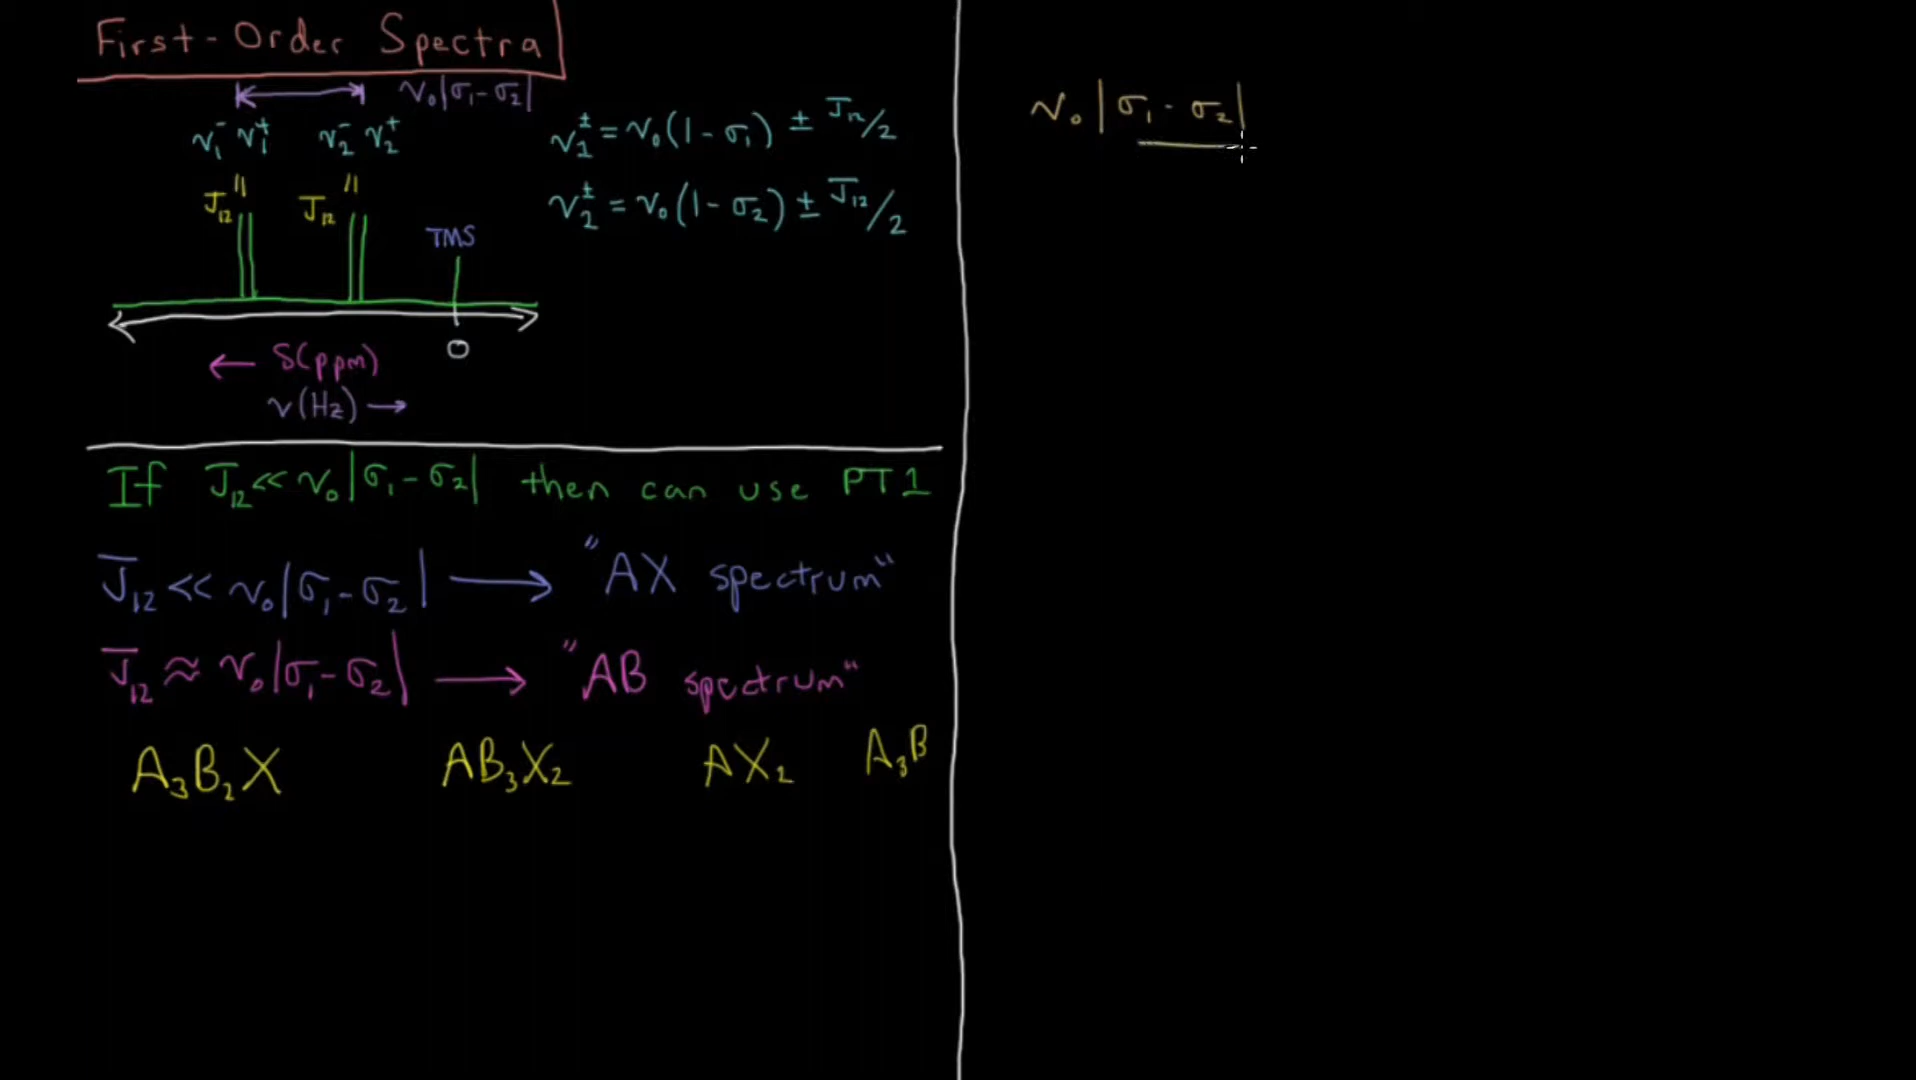 First-Order Spectra
ν₀|σ₁ - σ₂|
ν₁⁻ ν₁⁺ ν₂⁻ ν₂⁺
ν₁^± = ν₀(1 - σ₁) ± J₁₂/2
J₁₂ J₁₂
ν₂^± = ν₀(1 - σ₂) ± J₁₂/2
TMS
0
← δ(ppm)
ν(Hz) →
If J₁₂ << ν₀|σ₁ - σ₂| then can use PT1
J₁₂ << ν₀|σ₁ - σ₂| → "AX spectrum"
J₁₂ ≈ ν₀|σ₁ - σ₂| → "AB spectrum"
A₃B₂X AB₃X₂ AX₂ A₃B
ν₀|σ₁ - σ₂|